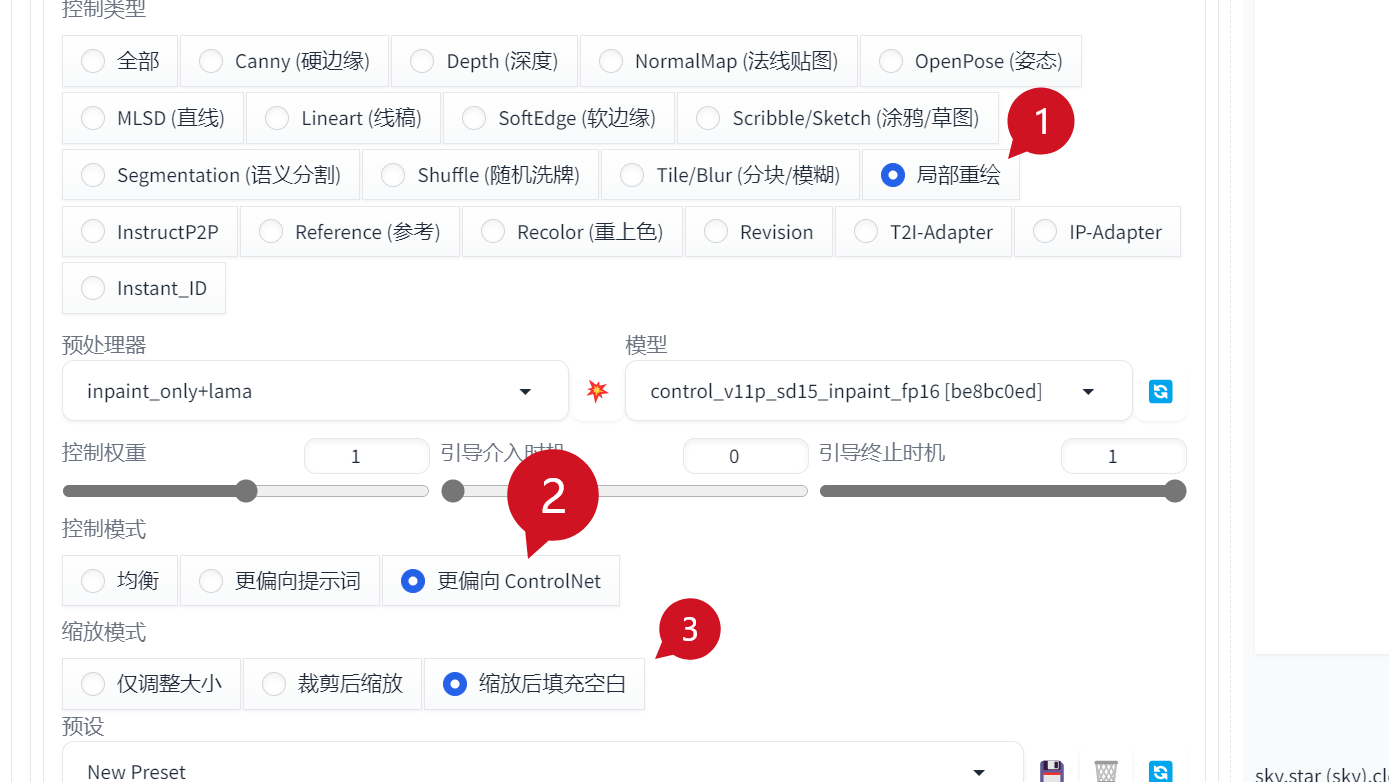 控制类型
全部 Canny (硬边缘) Depth (深度) NormalMap (法线贴图) OpenPose (姿态)
MLSD (直线) Lineart (线稿) SoftEdge (软边缘) Scribble/Sketch (涂鸦/草图) 1
Segmentation (语义分割) Shuffle (随机洗牌) Tile/Blur (分块/模糊) 局部重绘
InstructP2P Reference (参考) Recolor (重上色) Revision T2I-Adapter IP-Adapter
Instant_ID
预处理器 模型
inpaint_only+lama control_v11p_sd15_inpaint_fp16 [be8bc0ed]
控制权重 1 引导介入时机 0 引导终止时机 1
2
控制模式
均衡 更偏向提示词 更偏向 ControlNet
缩放模式 3
仅调整大小 裁剪后缩放 缩放后填充空白
预设
New Preset sky.star (sky).cl